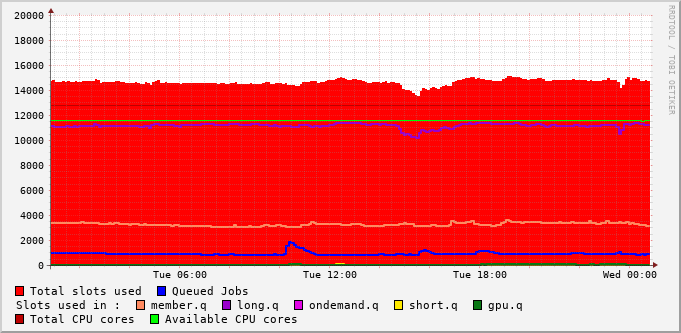 20000
18000
16000
14000
12000
10000
8000
6000
4000
2000
0
Tue 06:00 Tue 12:00 Tue 18:00 Wed 00:00
RRDTOOL / TOBI OETIKER
Total slots used Queued Jobs
Slots used in : member.q long.q ondemand.q short.q gpu.q
Total CPU cores Available CPU cores